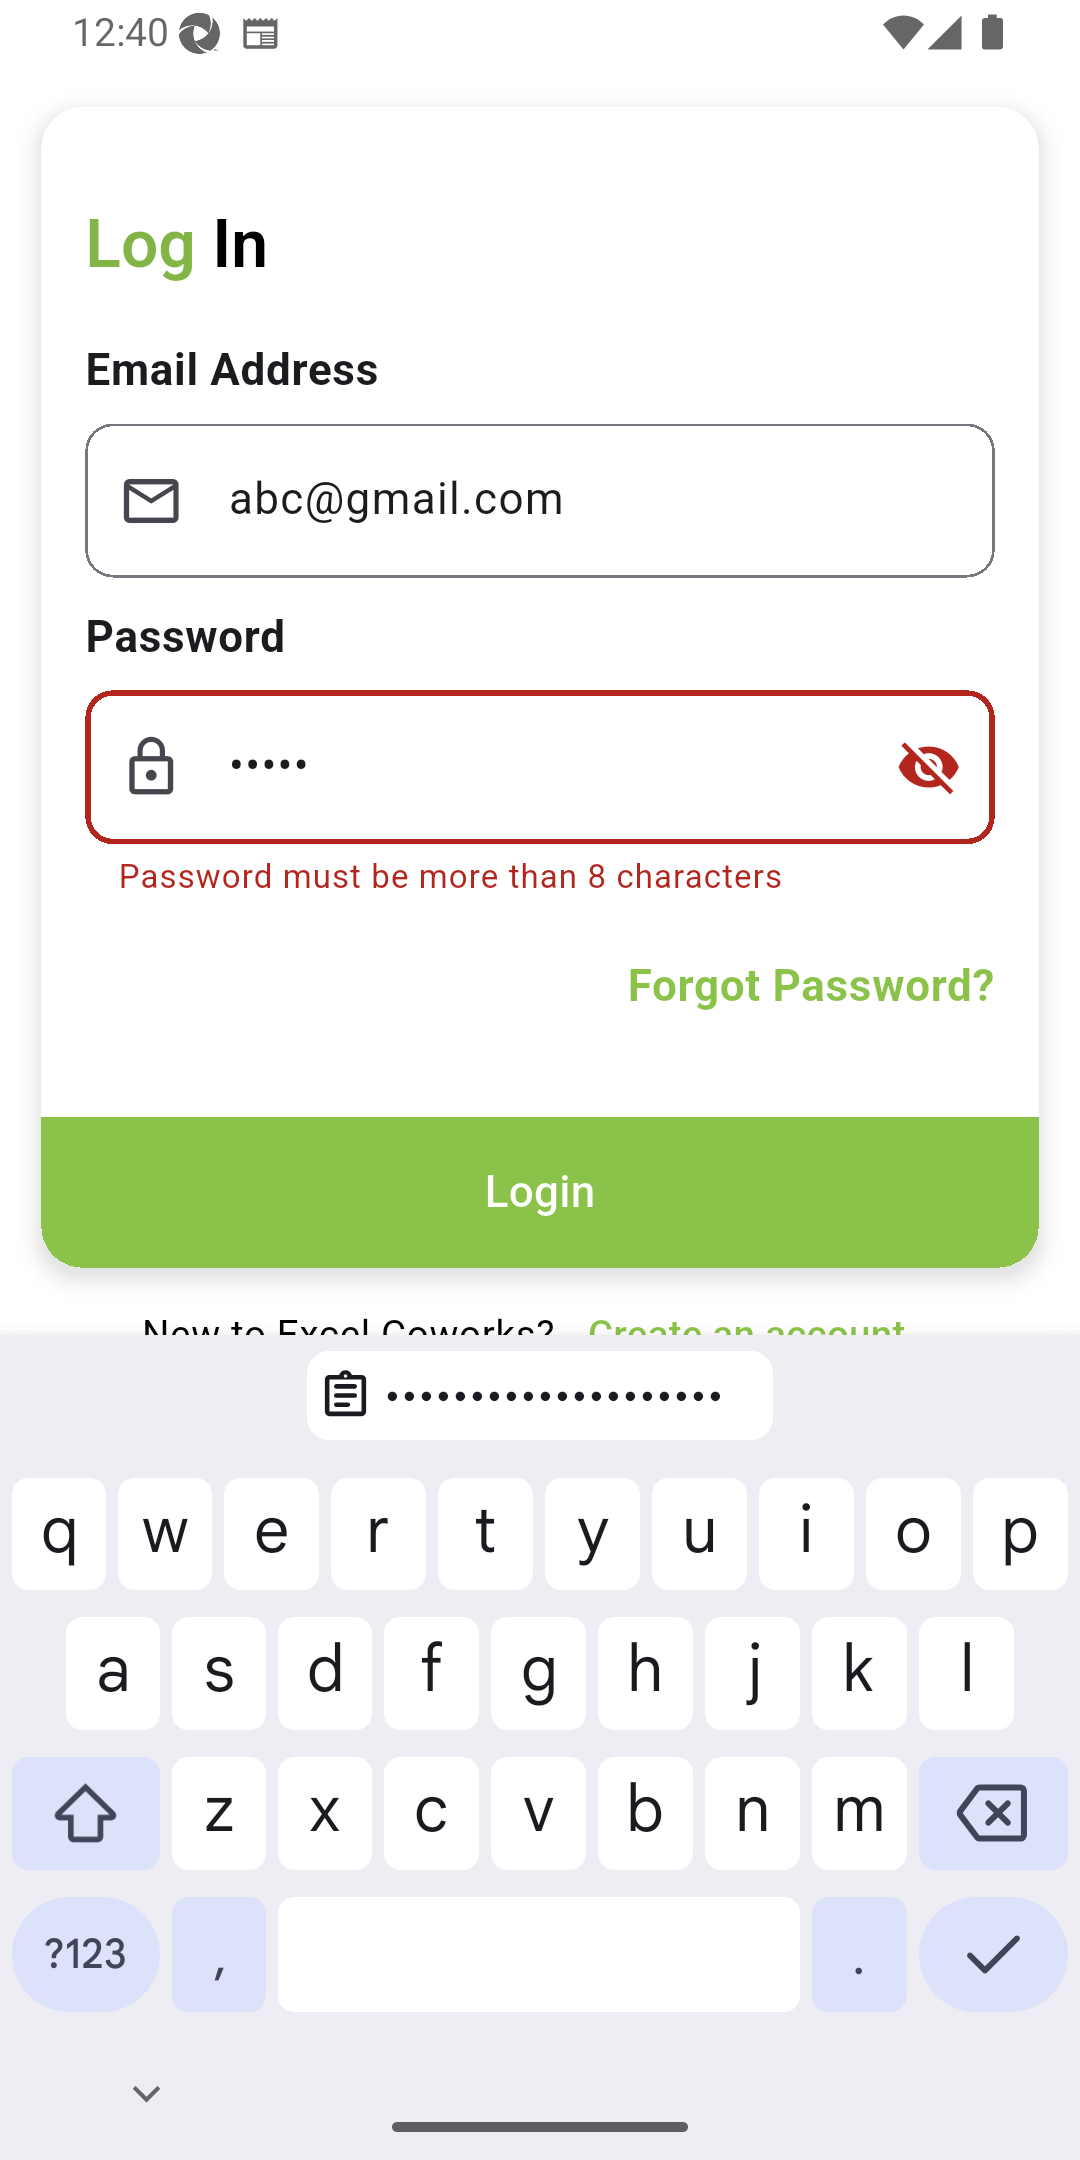 12:40
Log In
Email Address
abc@gmail.com
Password
•••••
Password must be more than 8 characters
Forgot Password?
Login
New to Excel Coworks? Create an account
••••••••••••••••••••
q w e r t y u i o p
a s d f g h j k l
z x c v b n m
?123 , .